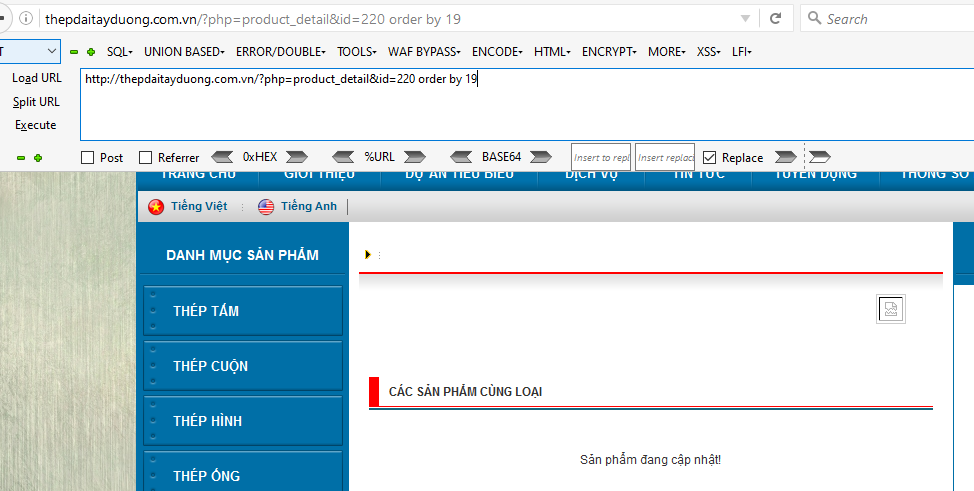 thepdaitayduong.com.vn/?php=product_detail&id=220 order by 19
Search
T SQL UNION BASED ERROR/DOUBLE TOOLS WAF BYPASS ENCODE HTML ENCRYPT MORE XSS LFI
Load URL
http://thepdaitayduong.com.vn/?php=product_detail&id=220 order by 19
Split URL
Execute
Post Referrer 0xHEX %URL BASE64 Insert to repl Insert replac Replace
TRANG CHỦ GIỚI THIỆU DỰ ÁN TIÊU BIỂU DỊCH VỤ TIN TỨC TUYỂN DỤNG THÔNG SỐ
Tiếng Việt Tiếng Anh
DANH MỤC SẢN PHẨM
THÉP TẤM
THÉP CUỘN
CÁC SẢN PHẨM CÙNG LOẠI
THÉP HÌNH
Sản phẩm đang cập nhật!
THÉP ỐNG